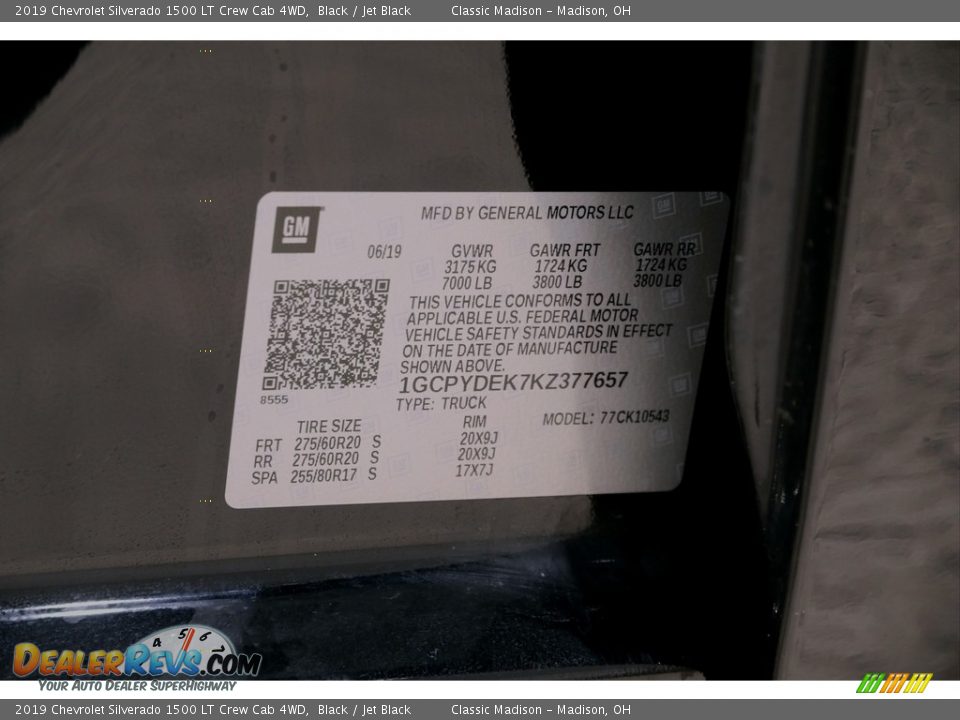 2019 Chevrolet Silverado 1500 LT Crew Cab 4WD,  Black / Jet Black    Classic Madison – Madison, OH
GM
MFD BY GENERAL MOTORS LLC
06/19  GVWR  GAWR FRT  GAWR RR
3175 KG  1724 KG  1724 KG
7000 LB  3800 LB  3800 LB
THIS VEHICLE CONFORMS TO ALL
APPLICABLE U.S. FEDERAL MOTOR
VEHICLE SAFETY STANDARDS IN EFFECT
ON THE DATE OF MANUFACTURE
SHOWN ABOVE.
1GCPYDEK7KZ377657
8555
TYPE: TRUCK
MODEL: 77CK10543
TIRE SIZE  RIM
FRT  275/60R20  S  20X9J
RR  275/60R20  S  20X9J
SPA  255/80R17  S  17X7J
4 5 6
DEALERREVS.COM
YOUR AUTO DEALER SUPERHIGHWAY
2019 Chevrolet Silverado 1500 LT Crew Cab 4WD,  Black / Jet Black    Classic Madison – Madison, OH